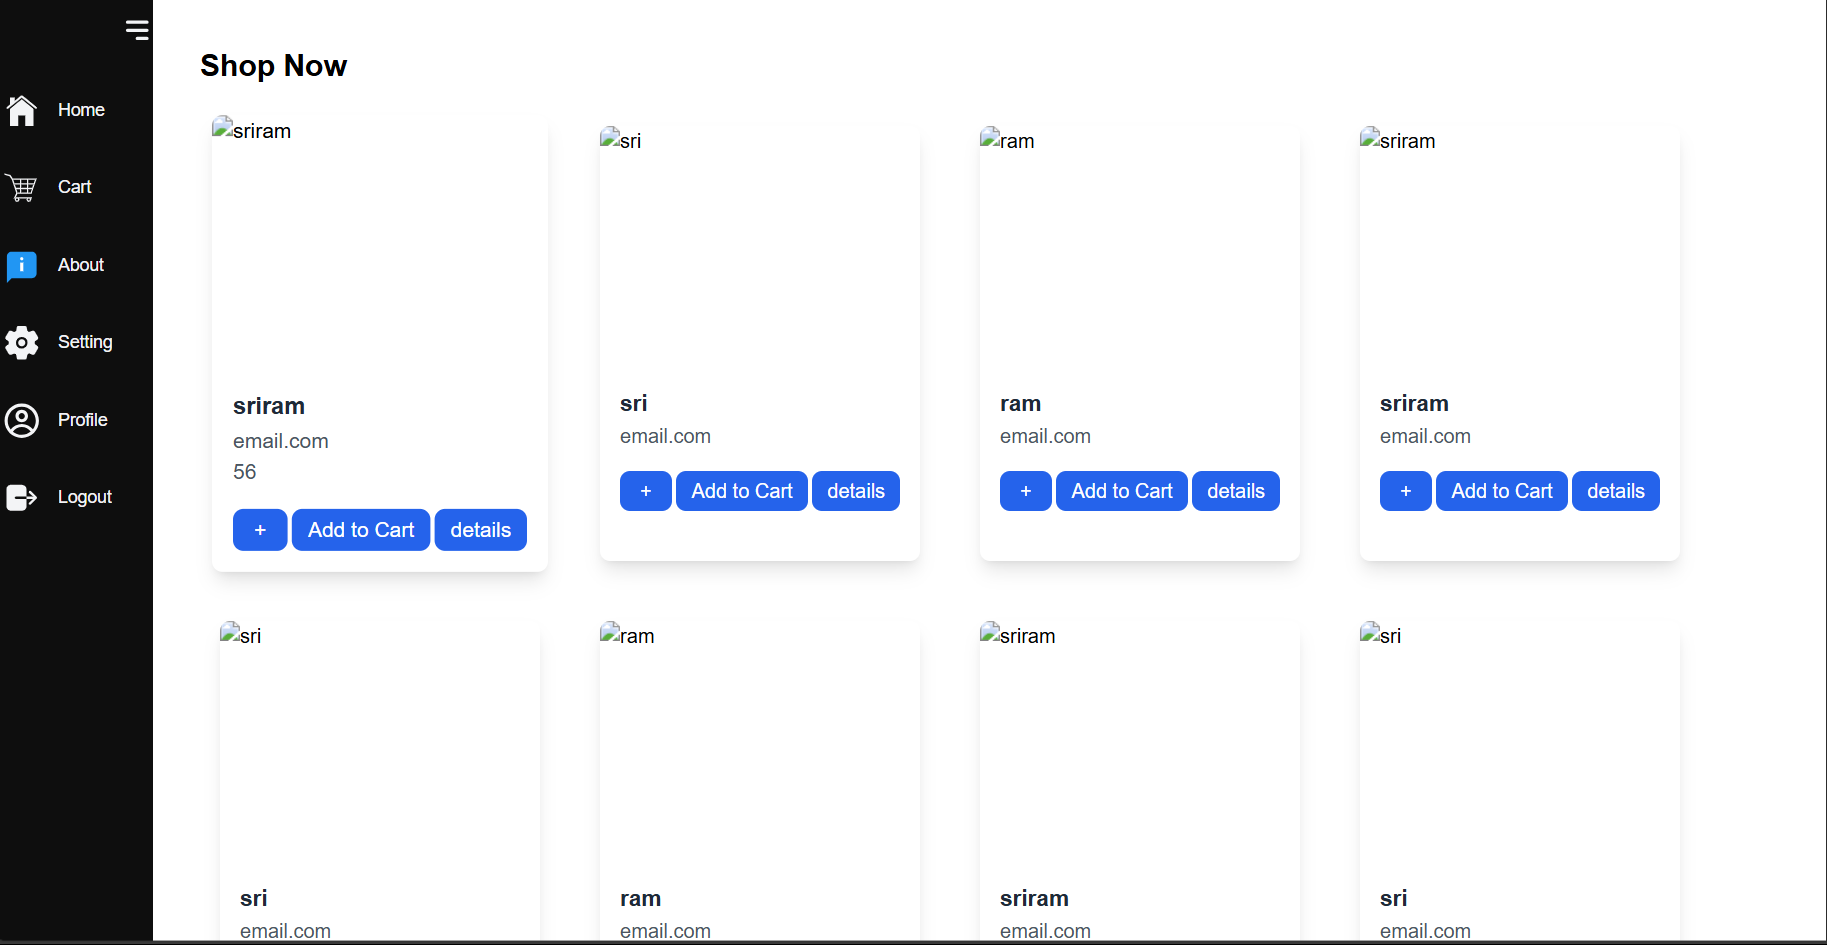 Home
Cart
About
Setting
Profile
Logout
Shop Now
sriram
sriram
email.com
56
+ Add to Cart details
sri
sri
email.com
+ Add to Cart details
ram
ram
email.com
+ Add to Cart details
sriram
sriram
email.com
+ Add to Cart details
sri
sri
email.com
ram
ram
email.com
sriram
sriram
email.com
sri
sri
email.com